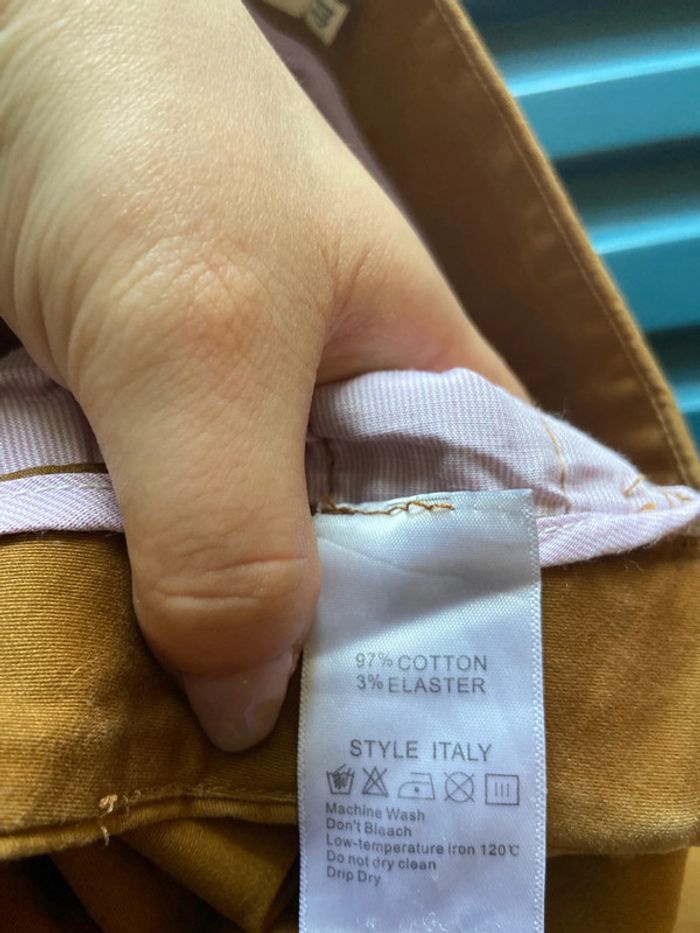 97% COTTON
3% ELASTER
STYLE ITALY
Machine Wash
Don't Bleach
Low-temperature iron 120℃
Do not dry clean
Drip Dry